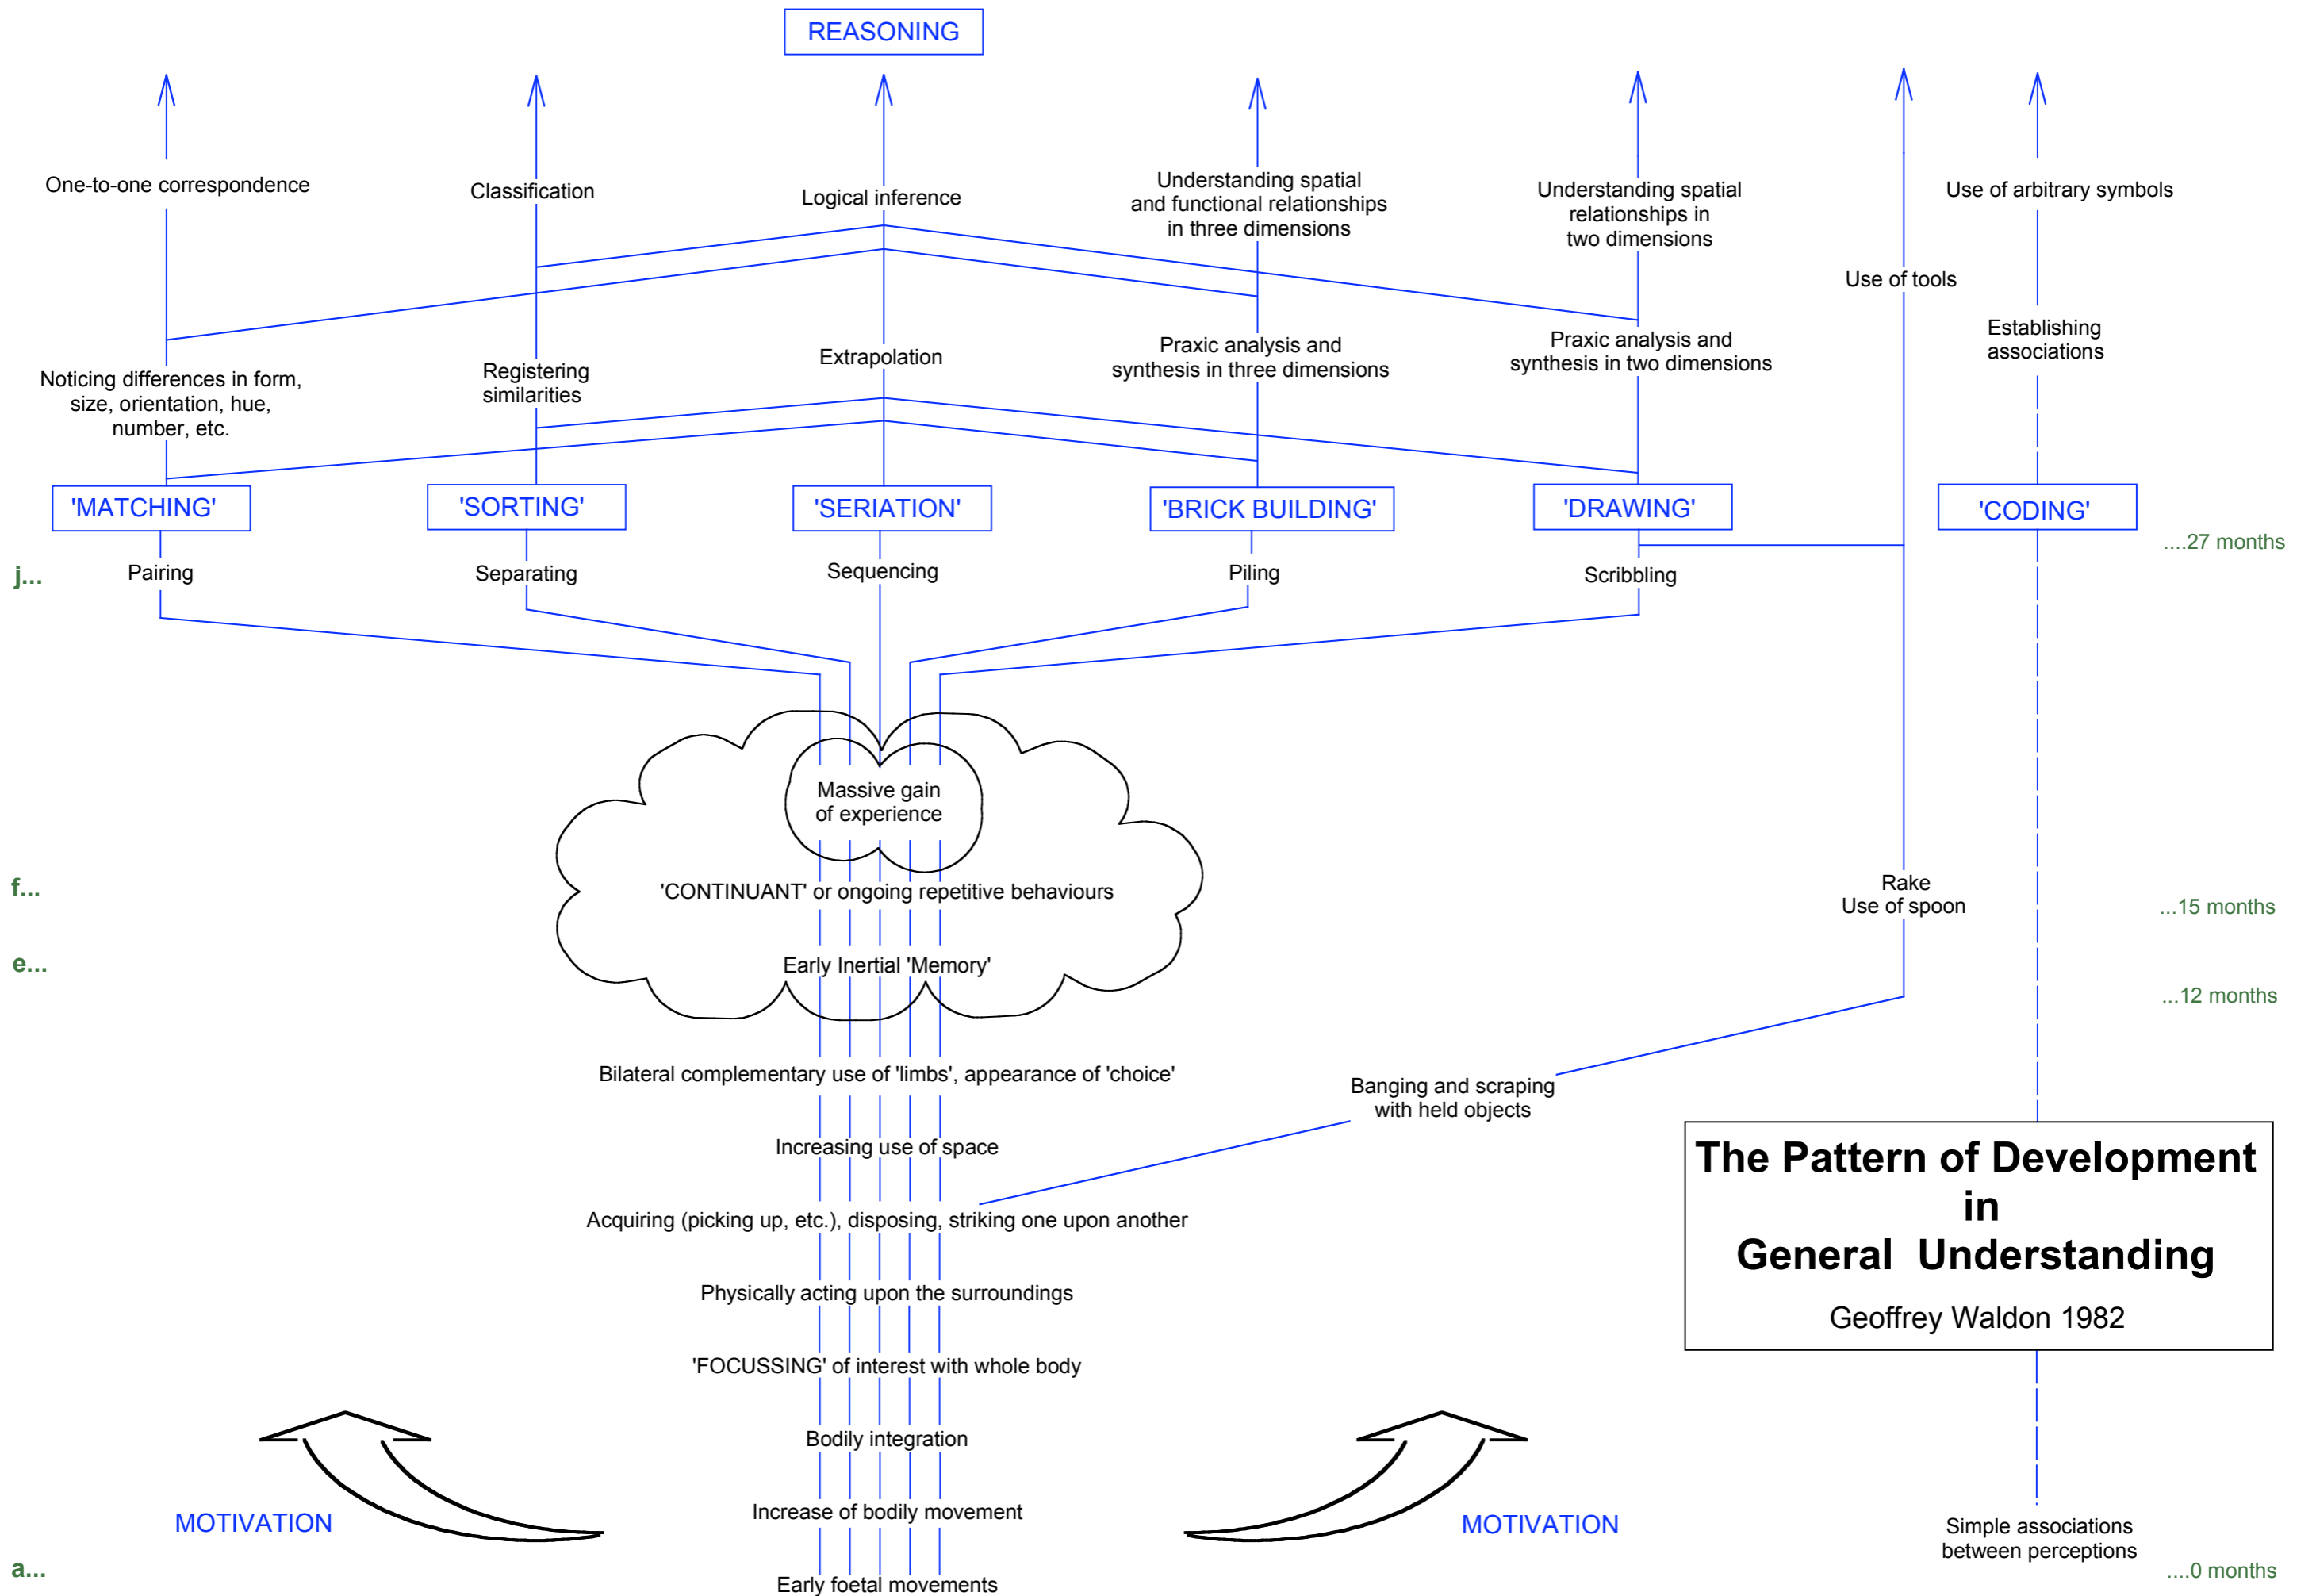 REASONING
One-to-one correspondence
Classification
Logical inference
Understanding spatial
and functional relationships
in three dimensions
Understanding spatial
relationships in
two dimensions
Use of arbitrary symbols
Use of tools
Noticing differences in form,
size, orientation, hue,
number, etc.
Registering
similarities
Extrapolation
Praxic analysis and
synthesis in three dimensions
Praxic analysis and
synthesis in two dimensions
Establishing
associations
'MATCHING'
'SORTING'
'SERIATION'
'BRICK BUILDING'
'DRAWING'
'CODING'
....27 months
j...
Pairing
Separating
Sequencing
Piling
Scribbling
Massive gain
of experience
f...
'CONTINUANT' or ongoing repetitive behaviours
Rake
Use of spoon
...15 months
e...
Early Inertial 'Memory'
...12 months
Bilateral complementary use of 'limbs', appearance of 'choice'
Banging and scraping
with held objects
Increasing use of space
Acquiring (picking up, etc.), disposing, striking one upon another
Physically acting upon the surroundings
'FOCUSSING' of interest with whole body
The Pattern of Development
in
General Understanding
Geoffrey Waldon 1982
Bodily integration
Increase of bodily movement
MOTIVATION
MOTIVATION
Simple associations
between perceptions
a...
Early foetal movements
....0 months